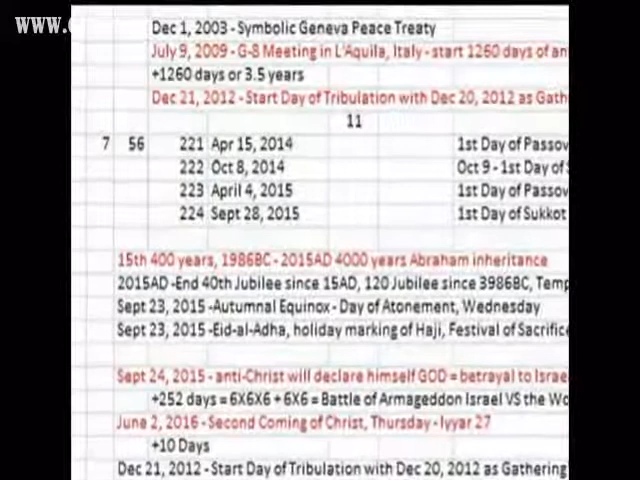 www.
Dec 1, 2003 - Symbolic Geneva Peace Treaty
July 9, 2009 - G-8 Meeting in L'Aquila, Italy - start 1260 days of an
+1260 days or 3.5 years
Dec 21, 2012 - Start Day of Tribulation with Dec 20, 2012 as Gath
11
7 56 221 Apr 15, 2014 1st Day of Passov
222 Oct 8, 2014 Oct 9 - 1st Day of
223 April 4, 2015 1st Day of Passov
224 Sept 28, 2015 1st Day of Sukkot
15th 400 years, 1986BC - 2015AD 4000 years Abraham inheritance
2015AD -End 40th Jubilee since 15AD, 120 Jubilee since 3986BC, Temp
Sept 23, 2015 -Autumnal Equinox - Day of Atonement, Wednesday
Sept 23, 2015 -Eid-al-Adha, holiday marking of Hajj, Festival of Sacrifice
Sept 24, 2015 - anti-Christ will declare himself GOD = betrayal to Israe
+252 days = 6X6X6 + 6X6 = Battle of Armageddon Israel VS the Wo
June 2, 2016 - Second Coming of Christ, Thursday - Iyyar 27
+10 Days
Dec 21, 2012 - Start Day of Tribulation with Dec 20, 2012 as Gathering